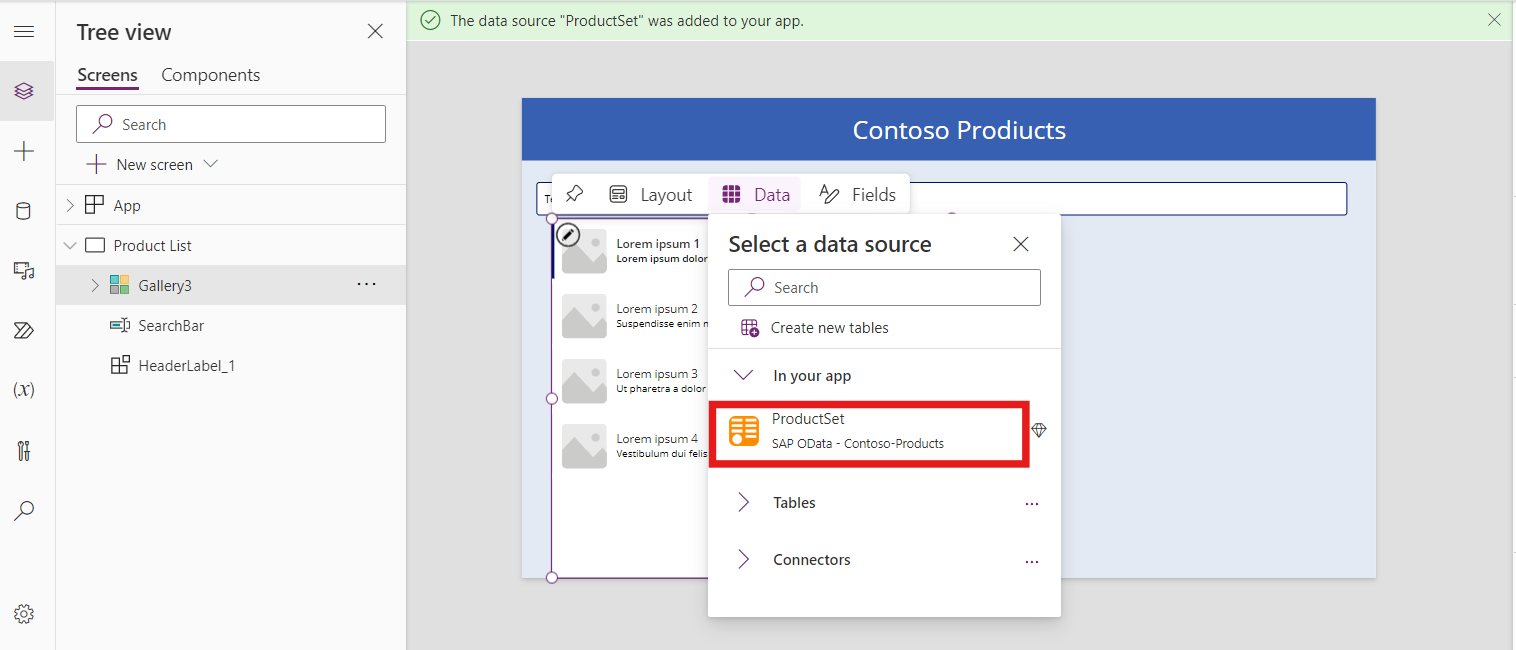 Tree view
Screens Components
Search
New screen
App
Product List
Gallery3
SearchBar
HeaderLabel_1
The data source "ProductSet" was added to your app.
Contoso Prodiucts
Layout Data Fields
Lorem ipsum 1
Lorem ipsum dolor
Lorem ipsum 2
Suspendisse enim
Lorem ipsum 3
Ut pharetra a dolor
Lorem ipsum 4
Vestibulum dui felis
Select a data source
Search
Create new tables
In your app
ProductSet
SAP OData - Contoso-Products
Tables
Connectors
(x)